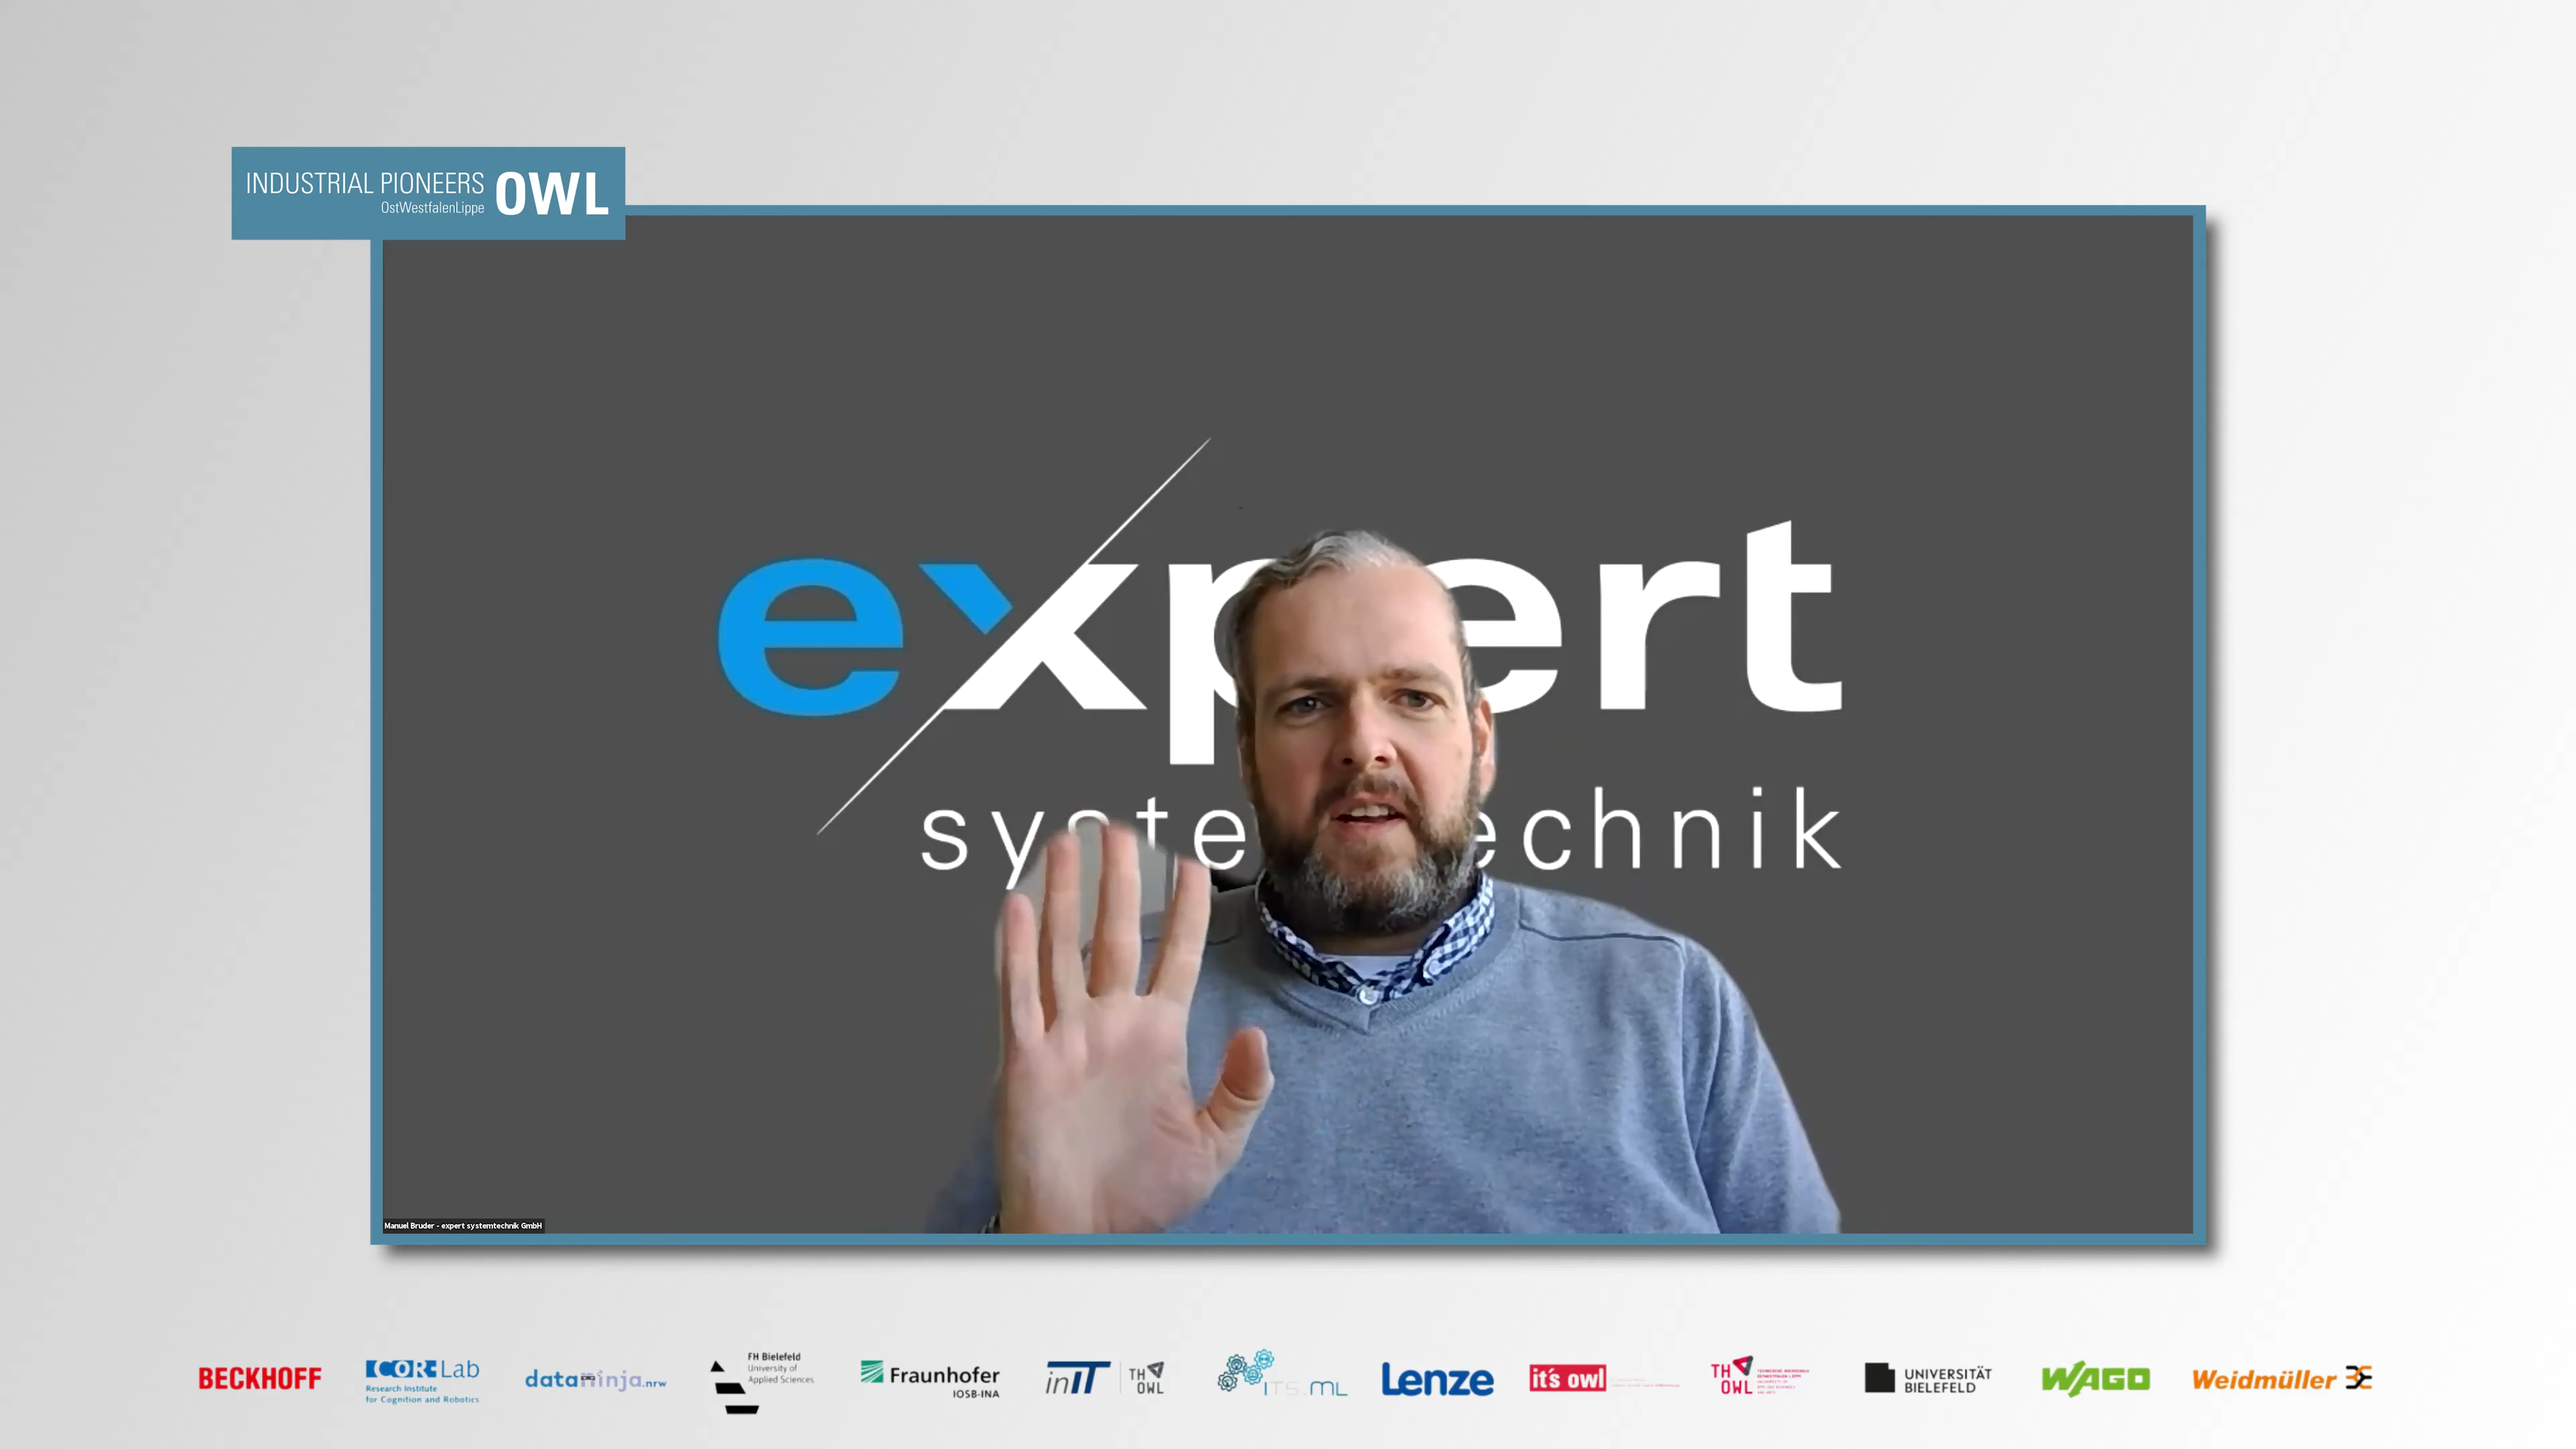 INDUSTRIAL PIONEERS OWL
OstWestfalenLippe
expert
systemtechnik
Manuel Bruder - expert systemtechnik GmbH
BECKHOFF
COR Lab
Research Institute
for Cognition and Robotics
dataninja.nrw
FH Bielefeld
University of
Applied Sciences
Fraunhofer
IOSB-INA
inIT
TH
OWL
ITS.ML
Lenze
it's owl
TH
OWL
UNIVERSITÄT
BIELEFELD
WAGO
Weidmüller